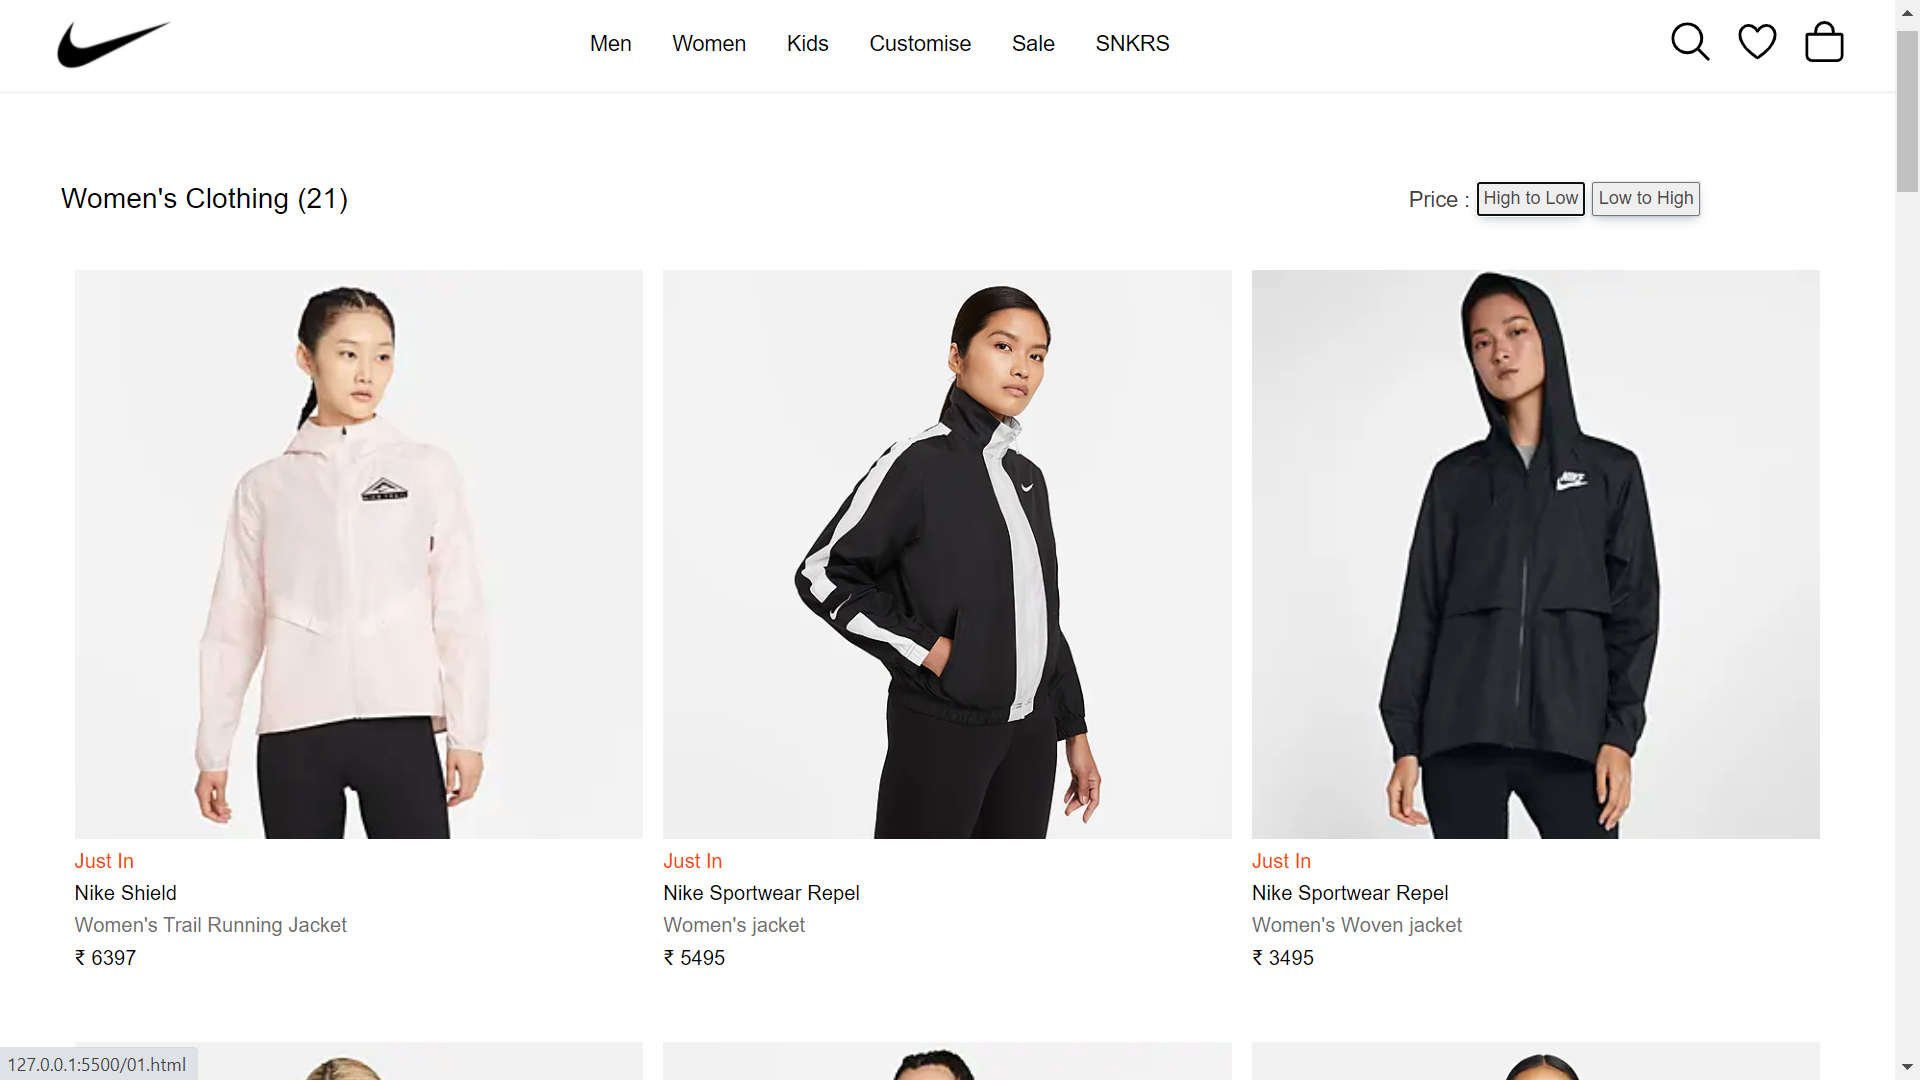 Men Women Kids Customise Sale SNKRS
Women's Clothing (21)
Price : High to Low Low to High
Just In
Nike Shield
Women's Trail Running Jacket
₹ 6397
Just In
Nike Sportwear Repel
Women's jacket
₹ 5495
NIKE
Just In
Nike Sportwear Repel
Women's Woven jacket
₹ 3495
127.0.0.1:5500/01.html